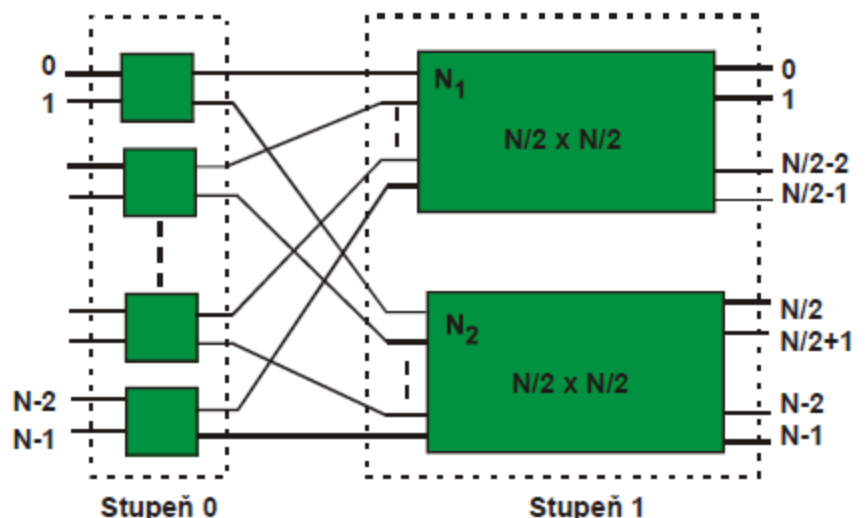 0
1
N-2
N-1
N₁
N/2 x N/2
0
1
N/2-2
N/2-1
N₂
N/2 x N/2
N/2
N/2+1
N-2
N-1
Stupeň 0
Stupeň 1